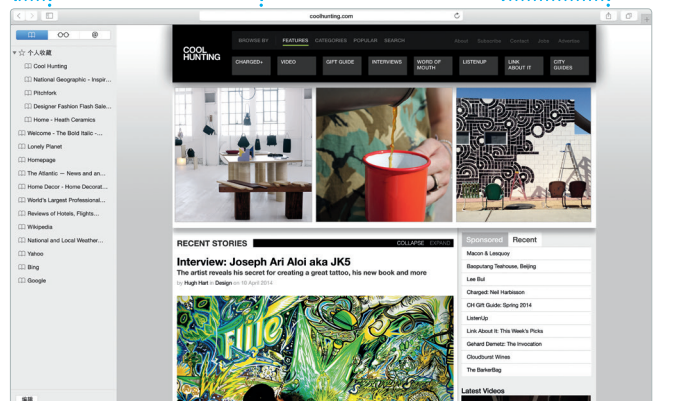 coolhunting.com
@
个人收藏
Cool Hunting
National Geographic - Inspir...
Pitchfork
Designer Fashion Flash Sale...
Home - Heath Ceramics
Welcome - The Bold Italic -...
Lonely Planet
Homepage
The Atlantic — News and an...
Home Decor - Home Decorat...
World's Largest Professional...
Reviews of Hotels, Flights...
Wikipedia
National and Local Weather...
Yahoo
Bing
Google
编辑
COOL
HUNTING
BROWSE BY FEATURES CATEGORIES POPULAR SEARCH
About Subscribe Contact Jobs Advertise
CHARGED+ VIDEO GIFT GUIDE INTERVIEWS WORD OF MOUTH LISTENUP LINK ABOUT IT CITY GUIDES
RECENT STORIES COLLAPSE EXPAND
Interview: Joseph Ari Aloi aka JK5
The artist reveals his secret for creating a great tattoo, his new book and more
by Hugh Hart in Design on 16 April 2014
Sponsored Recent
Macon & Lesquoy
Baoputang Teahouse, Beijing
Lee Bul
Charged: Neil Harbisson
CH Gift Guide: Spring 2014
ListenUp
Link About It: This Week's Picks
Gehard Demetz: The Invocation
Cloudburst Wines
The BarkerBag
Latest Videos